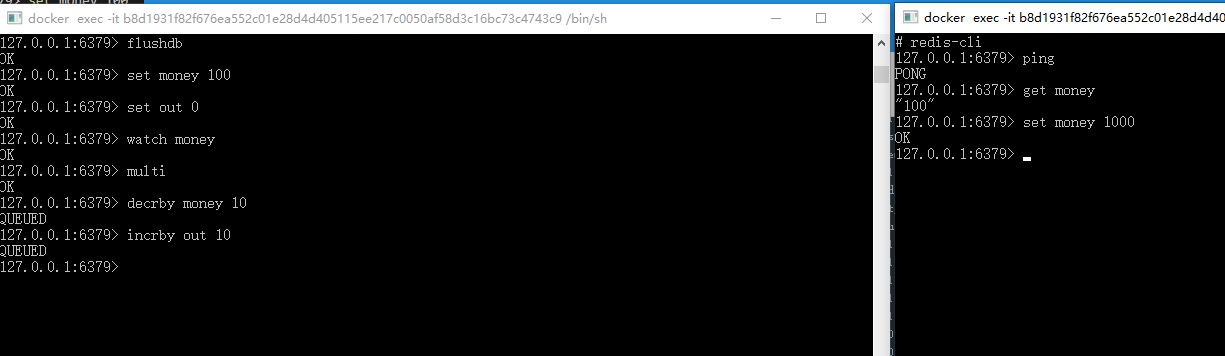 set money 100
docker exec -it b8d1931f82f676ea552c01e28d4d405115ee217c0050af58d3c16bc73c4743c9 /bin/sh
127.0.0.1:6379> flushdb
OK
127.0.0.1:6379> set money 100
OK
127.0.0.1:6379> set out 0
OK
127.0.0.1:6379> watch money
OK
127.0.0.1:6379> multi
OK
127.0.0.1:6379> decrby money 10
QUEUED
127.0.0.1:6379> incrby out 10
QUEUED
127.0.0.1:6379>
docker exec -it b8d1931f82f676ea552c01e28d4d40
# redis-cli
127.0.0.1:6379> ping
PONG
127.0.0.1:6379> get money
"100"
127.0.0.1:6379> set money 1000
OK
127.0.0.1:6379>